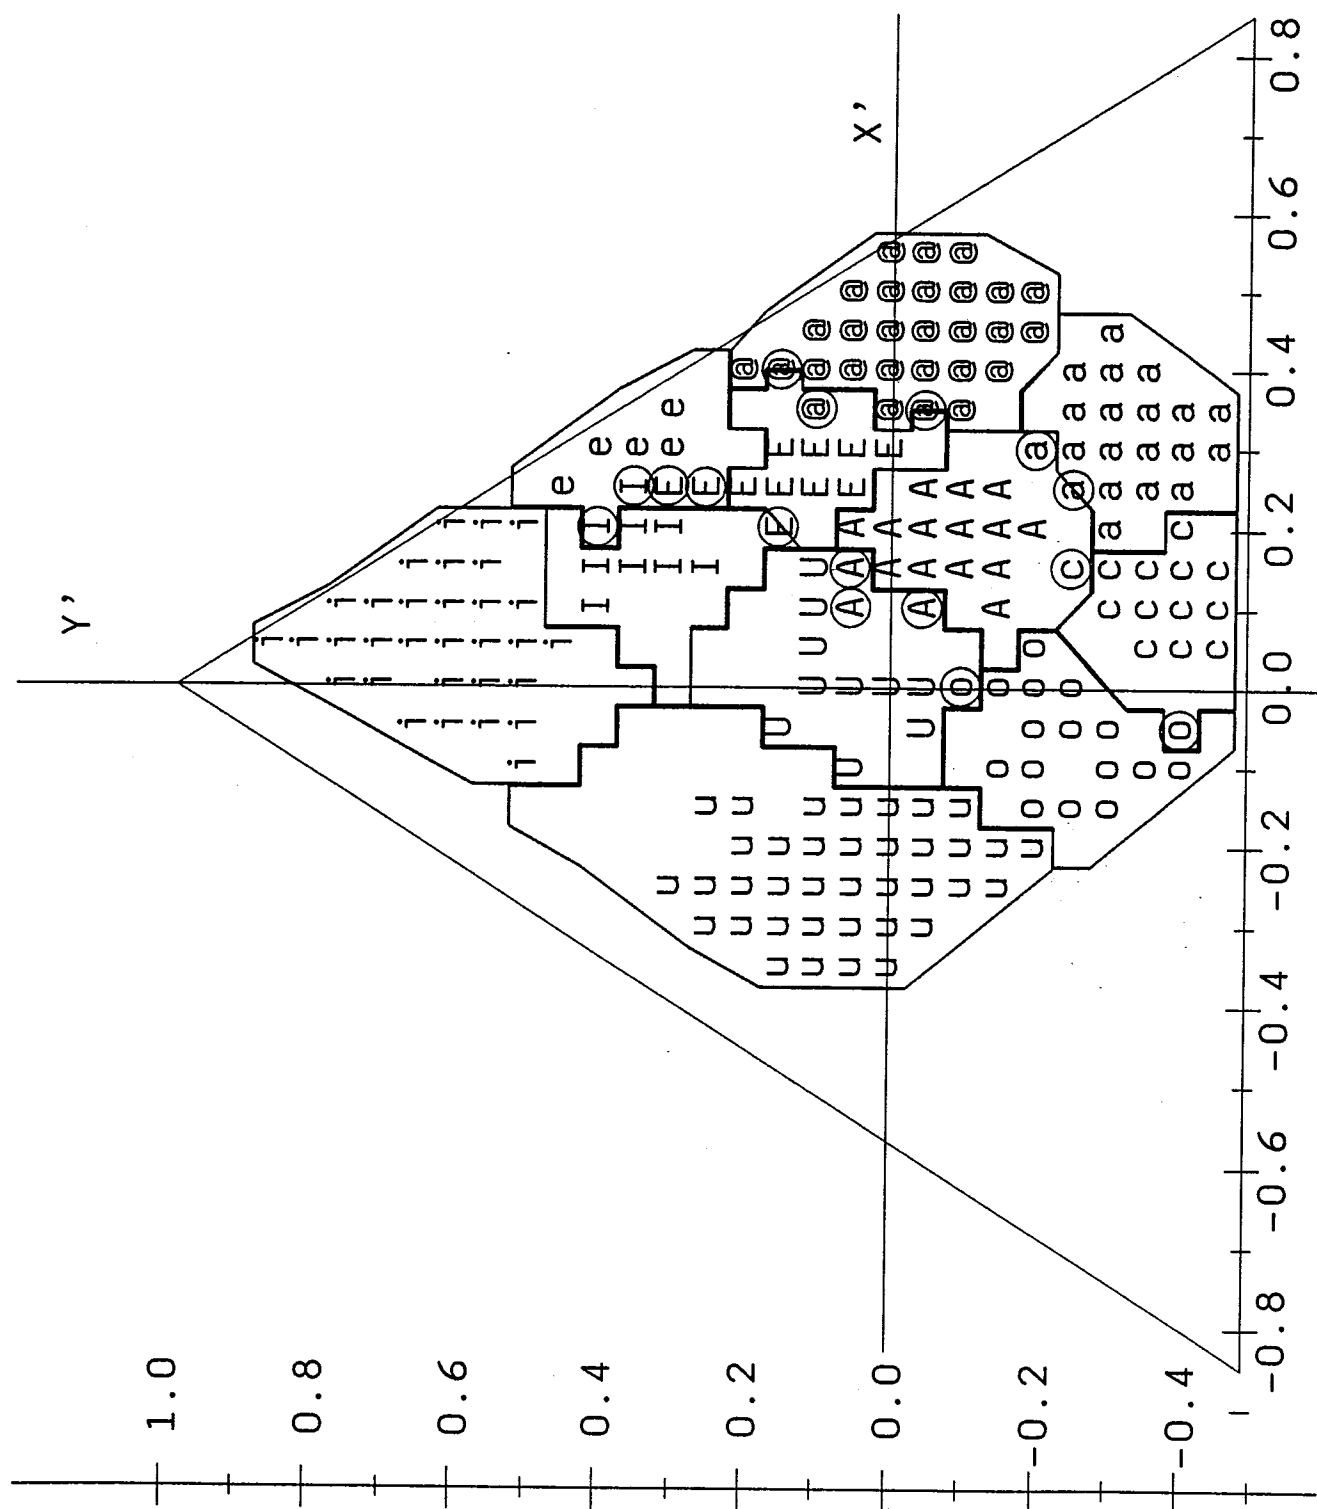 Y'
1.0
i
0.8
i
i i i
i i i
i i i
0.6
i i i i i i
i i i i i i
i i i i i i
i e
0.4
I I I e
I I I e
u I I E e e
u u u I E
0.2
u u u u E @
u u u u U E E E @
u u u u u U U U U E E @ @ @
u u u u u U U A A A E E @ @ @
0.0
u u u u u U A A E @ @ @ @ @
X'
u u u u U U A A A A @ @ @ @ @
u u u o A A A @ @ @ @ @
u u o o A A A A @ @ @
-0.2
u o o o o o A a @ @
o o o c a a a a
o o o c c a a a a a a
o c c c a a a a
-0.4
o o c c c c a a a
c c c a a
-0.8 -0.6 -0.4 -0.2 0.0 0.2 0.4 0.6 0.8